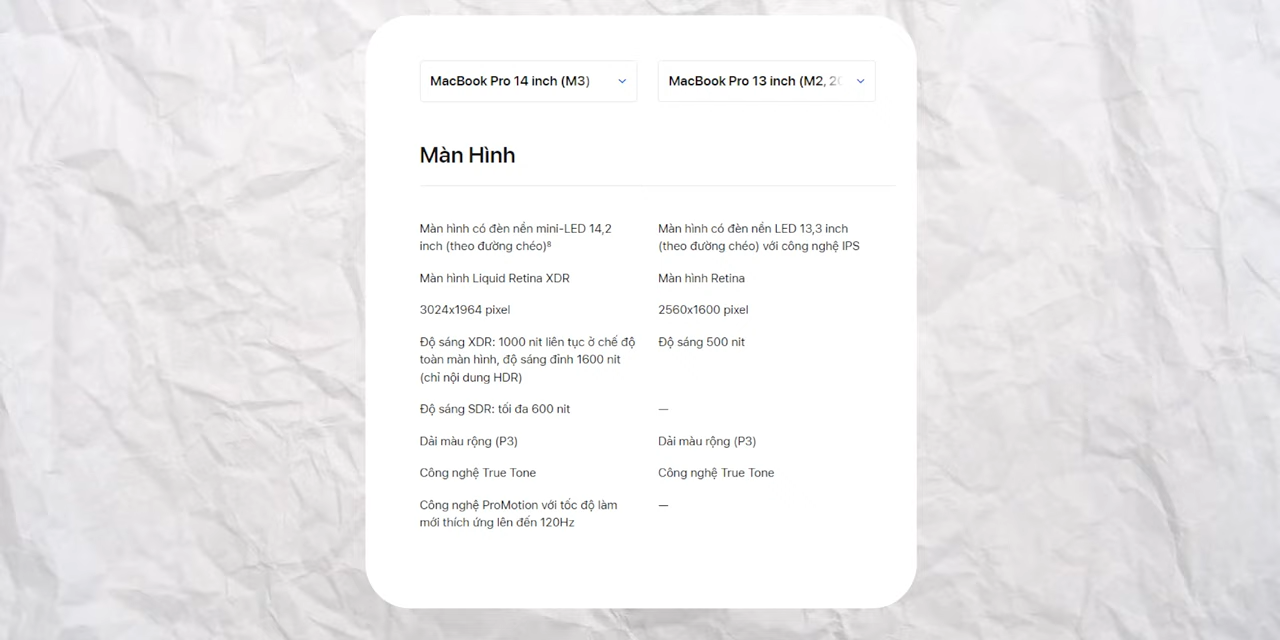 MacBook Pro 14 inch (M3)
MacBook Pro 13 inch (M2, 20
Màn Hình
Màn hình có đèn nền mini-LED 14,2
inch (theo đường chéo)⁸
Màn hình có đèn nền LED 13,3 inch
(theo đường chéo) với công nghệ IPS
Màn hình Liquid Retina XDR
Màn hình Retina
3024x1964 pixel
2560x1600 pixel
Độ sáng XDR: 1000 nit liên tục ở chế độ
toàn màn hình, độ sáng đỉnh 1600 nit
(chỉ nội dung HDR)
Độ sáng 500 nit
Độ sáng SDR: tối đa 600 nit
—
Dải màu rộng (P3)
Dải màu rộng (P3)
Công nghệ True Tone
Công nghệ True Tone
Công nghệ ProMotion với tốc độ làm
mới thích ứng lên đến 120Hz
—